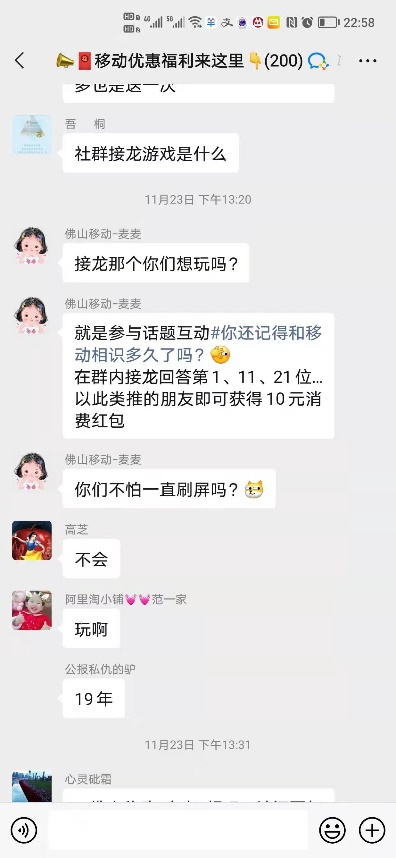 22:58
移动优惠福利来这里👇(200)
多也是送一次
吾 桐
社群接龙游戏是什么
11月23日 下午13:20
佛山移动-麦麦
接龙那个你们想玩吗？
佛山移动-麦麦
就是参与话题互动#你还记得和移
动相识多久了吗？
在群内接龙回答第1、11、21位...
以此类推的朋友即可获得10元消
费红包
佛山移动-麦麦
你们不怕一直刷屏吗？
高芝
不会
阿里淘小铺💓💓范一家
玩啊
公报私仇的驴
19年
11月23日 下午13:31
心灵砒霜